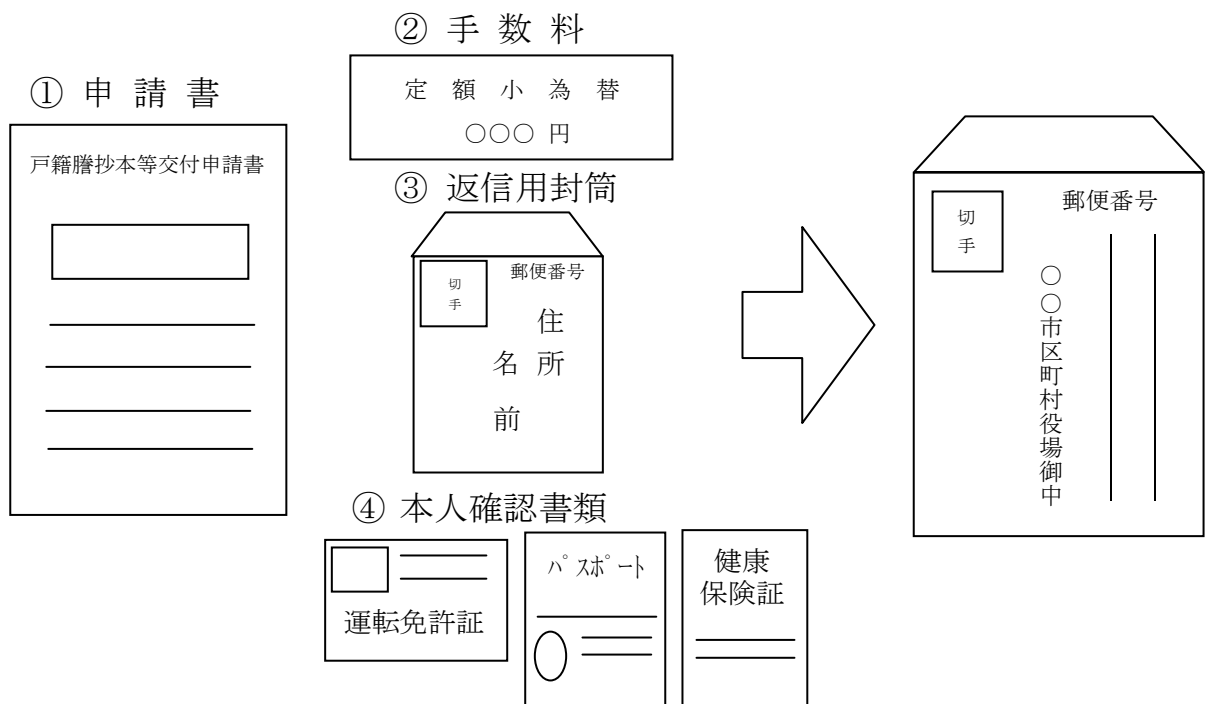 ① 申請書
戸籍謄抄本等交付申請書
② 手数料
定額小為替
○○○円
③ 返信用封筒
切手
郵便番号
住所
名前
④ 本人確認書類
運転免許証
パスポート
健康
保険証
切手
郵便番号
○○市区町村役場御中